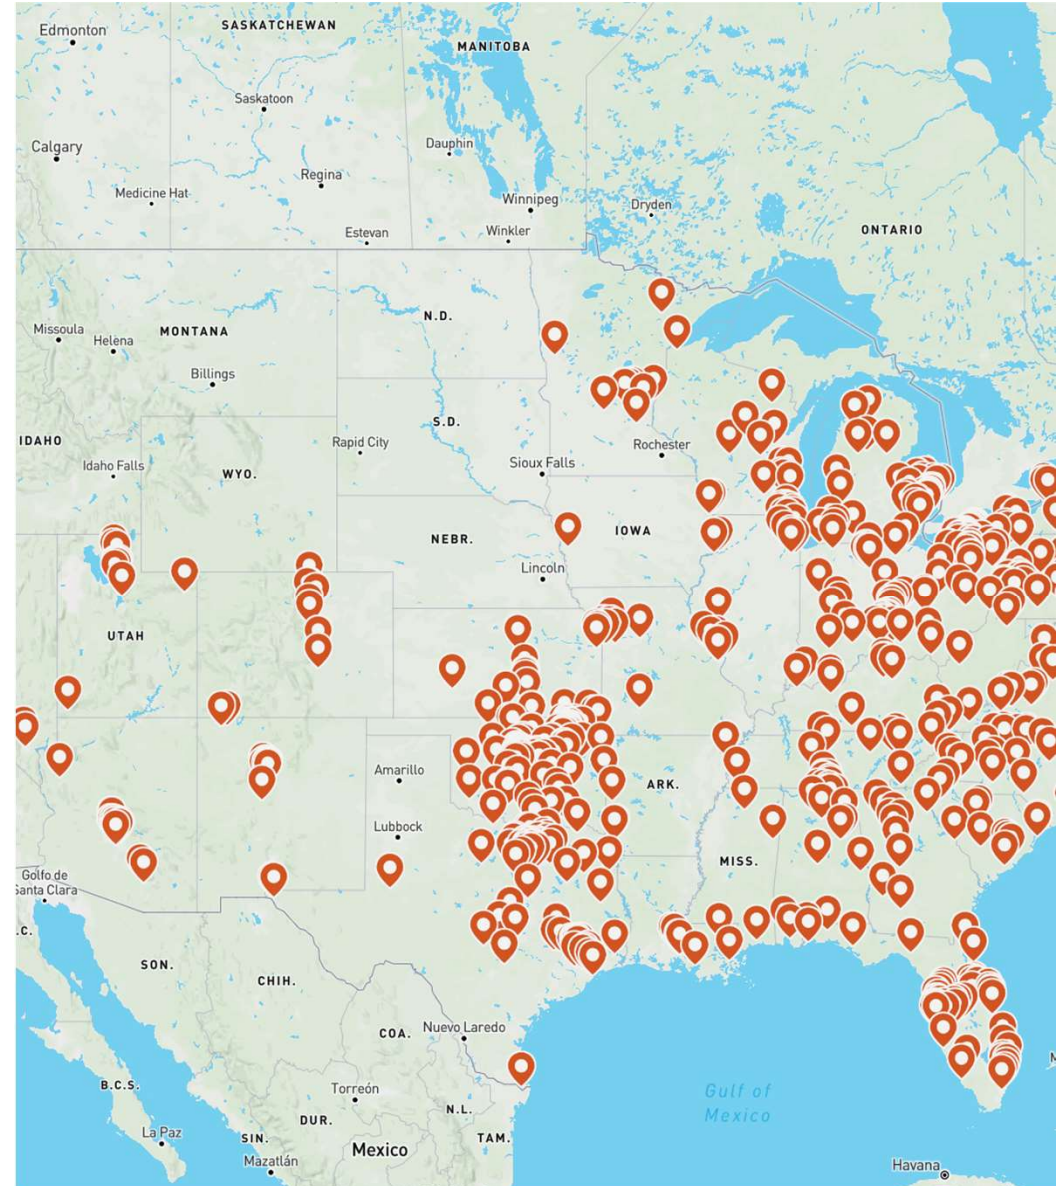 SASKATCHEWAN
Edmonton
MANITOBA
Saskatoon
Calgary
Dauphin
Regina
Medicine Hat
Winnipeg
Dryden
Estevan
Winkler
ONTARIO
N.D.
Missoula
MONTANA
Helena
Billings
S.D.
IDAHO
Rapid City
Rochester
Idaho Falls
WYO.
Sioux Falls
IOWA
NEBR.
Lincoln
UTAH
Amarillo
ARK.
Lubbock
MISS.
Golfo de
Santa Clara
.C.
SON.
CHIH.
COA.
Nuevo Laredo
M
B.C.S.
Torreón
Gulf of
Mexico
N.L.
DUR.
La Paz
SIN.
TAM.
Mexico
Mazatlán
Havana